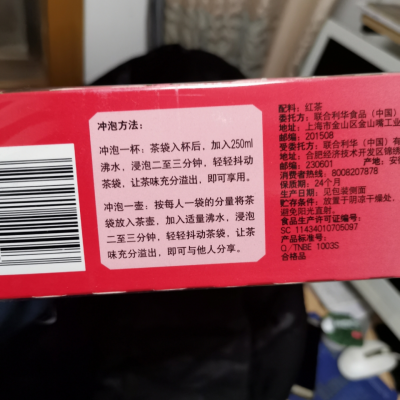 冲泡方法:
冲泡一杯: 茶袋入杯后, 加入250ml
沸水, 浸泡二至三分钟, 轻轻抖动
茶袋, 让茶味充分溢出, 即可享用。
冲泡一壶: 按每人一袋的分量将茶
袋放入茶壶, 加入适量沸水, 浸泡
二至三分钟, 轻轻抖动茶袋, 让茶
味充分溢出, 即可与他人分享。
配料: 红茶
委托方: 联合利华食品(中国)
地址: 上海市金山区金山嘴工业
邮编: 201508
受委托方: 联合利华(中国)有
地址: 合肥经济技术开发区锦绣
邮编: 230601 产地: 安
消费者热线: 8008207878
保质期: 24个月
生产日期: 见包装侧面
贮存条件: 放置于阴凉干燥处,
避免阳光直射。
食品生产许可证编号:
SC 11434010705097
产品标准号:
Q/TNBE 1003S
合格品